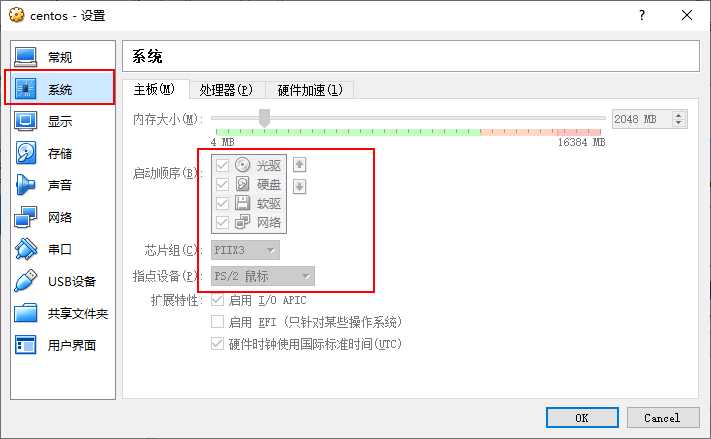 centos - 设置
常规
系统
显示
存储
声音
网络
串口
USB设备
共享文件夹
用户界面
系统
主板(M) 处理器(P) 硬件加速(l)
内存大小(M): 2048 MB
4 MB 16384 MB
启动顺序(B): 光驱
硬盘
软驱
网络
芯片组(C): PIIX3
指点设备(P): PS/2 鼠标
扩展特性: 启用 I/O APIC
启用 EFI (只针对某些操作系统)
硬件时钟使用国际标准时间(UTC)
OK Cancel